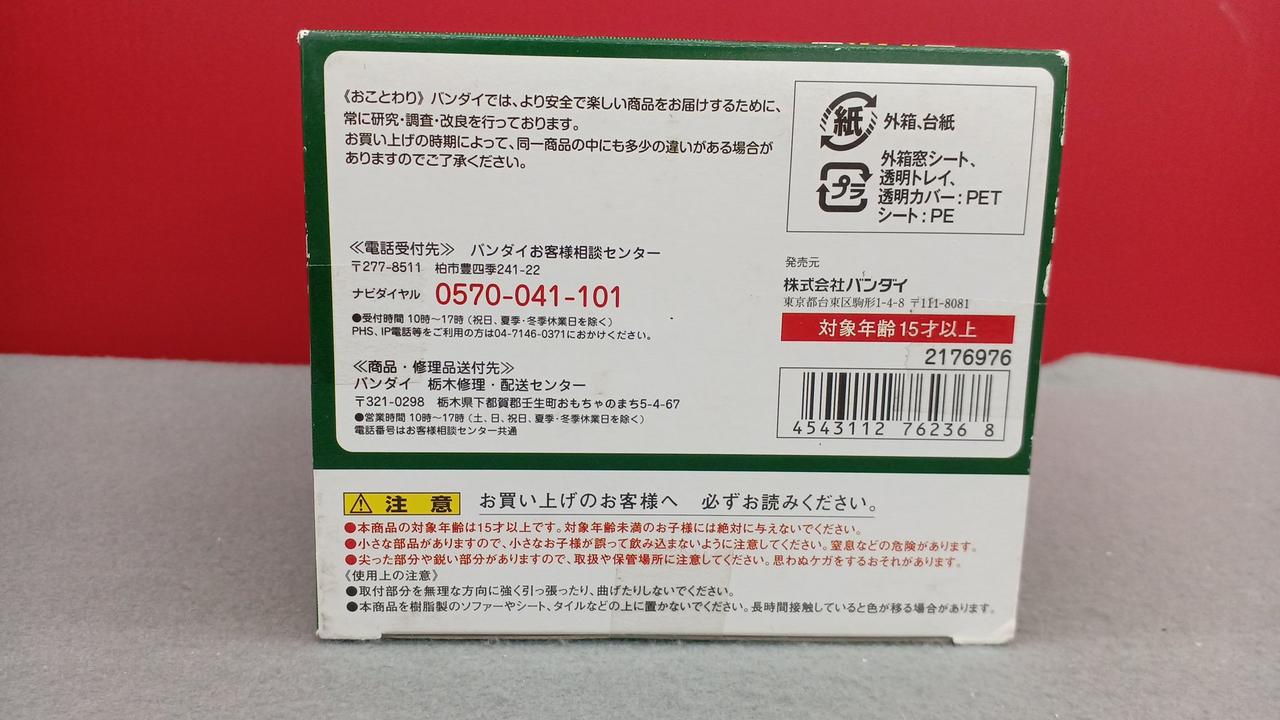 《おことわり》バンダイでは、より安全で楽しい商品をお届けするために、
常に研究・調査・改良を行っております。
お買い上げの時期によって、同一商品の中にも多少の違いがある場合が
ありますのでご了承ください。
紙 外箱、台紙
プラ 外箱窓シート、
透明トレイ、
透明カバー：PET
シート：PE
≪電話受付先≫ バンダイお客様相談センター
〒277-8511 柏市豊四季241-22
ナビダイヤル 0570-041-101
●受付時間 10時～17時（祝日、夏季・冬季休業日を除く）
PHS、IP電話等をご利用の方は04-7146-0371におかけください。
≪商品・修理品送付先≫
バンダイ 栃木修理・配送センター
〒321-0298 栃木県下都賀郡壬生町おもちゃのまち5-4-67
●営業時間 10時～17時（土、日、祝日、夏季・冬季休業日を除く）
電話番号はお客様相談センター共通
発売元
株式会社バンダイ
東京都台東区駒形1-4-8 〒111-8081
対象年齢15才以上
2176976
4543112 76236 8
注意 お買い上げのお客様へ 必ずお読みください。
●本商品の対象年齢は15才以上です。対象年齢未満のお子様には絶対に与えないでください。
●小さな部品がありますので、小さなお子様が誤って飲み込まないように注意してください。窒息などの危険があります。
●尖った部分や鋭い部分がありますので、取扱や保管場所に注意してください。思わぬケガをするおそれがあります。
《使用上の注意》
●取付部分を無理な方向に強く引っ張ったり、曲げたりしないでください。
●本商品を樹脂製のソファーやシート、タイルなどの上に置かないでください。長時間接触していると色が移る場合があります。